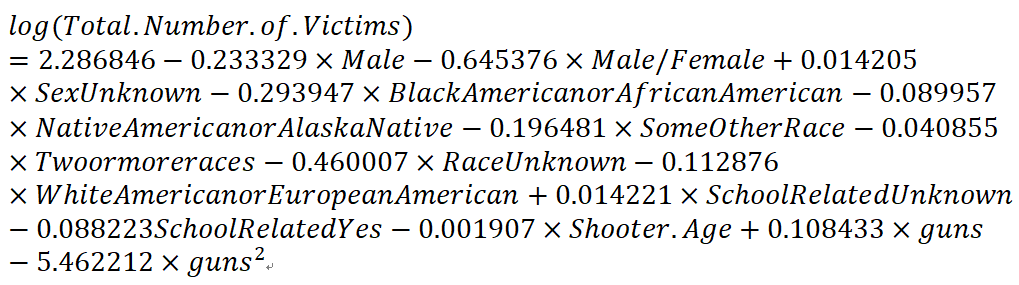 log(Total.Number.of.Victims)
= 2.286846 − 0.233329 × Male − 0.645376 × Male/Female + 0.014205
× SexUnknown − 0.293947 × BlackAmericanorAfricanAmerican − 0.089957
× NativeAmericanorAlaskaNative − 0.196481 × SomeOtherRace − 0.040855
× Twoormoreraces − 0.460007 × RaceUnknown − 0.112876
× WhiteAmericanorEuropeanAmerican + 0.014221 × SchoolRelatedUnknown
− 0.088223SchoolRelatedYes − 0.001907 × Shooter.Age + 0.108433 × guns
− 5.462212 × guns²